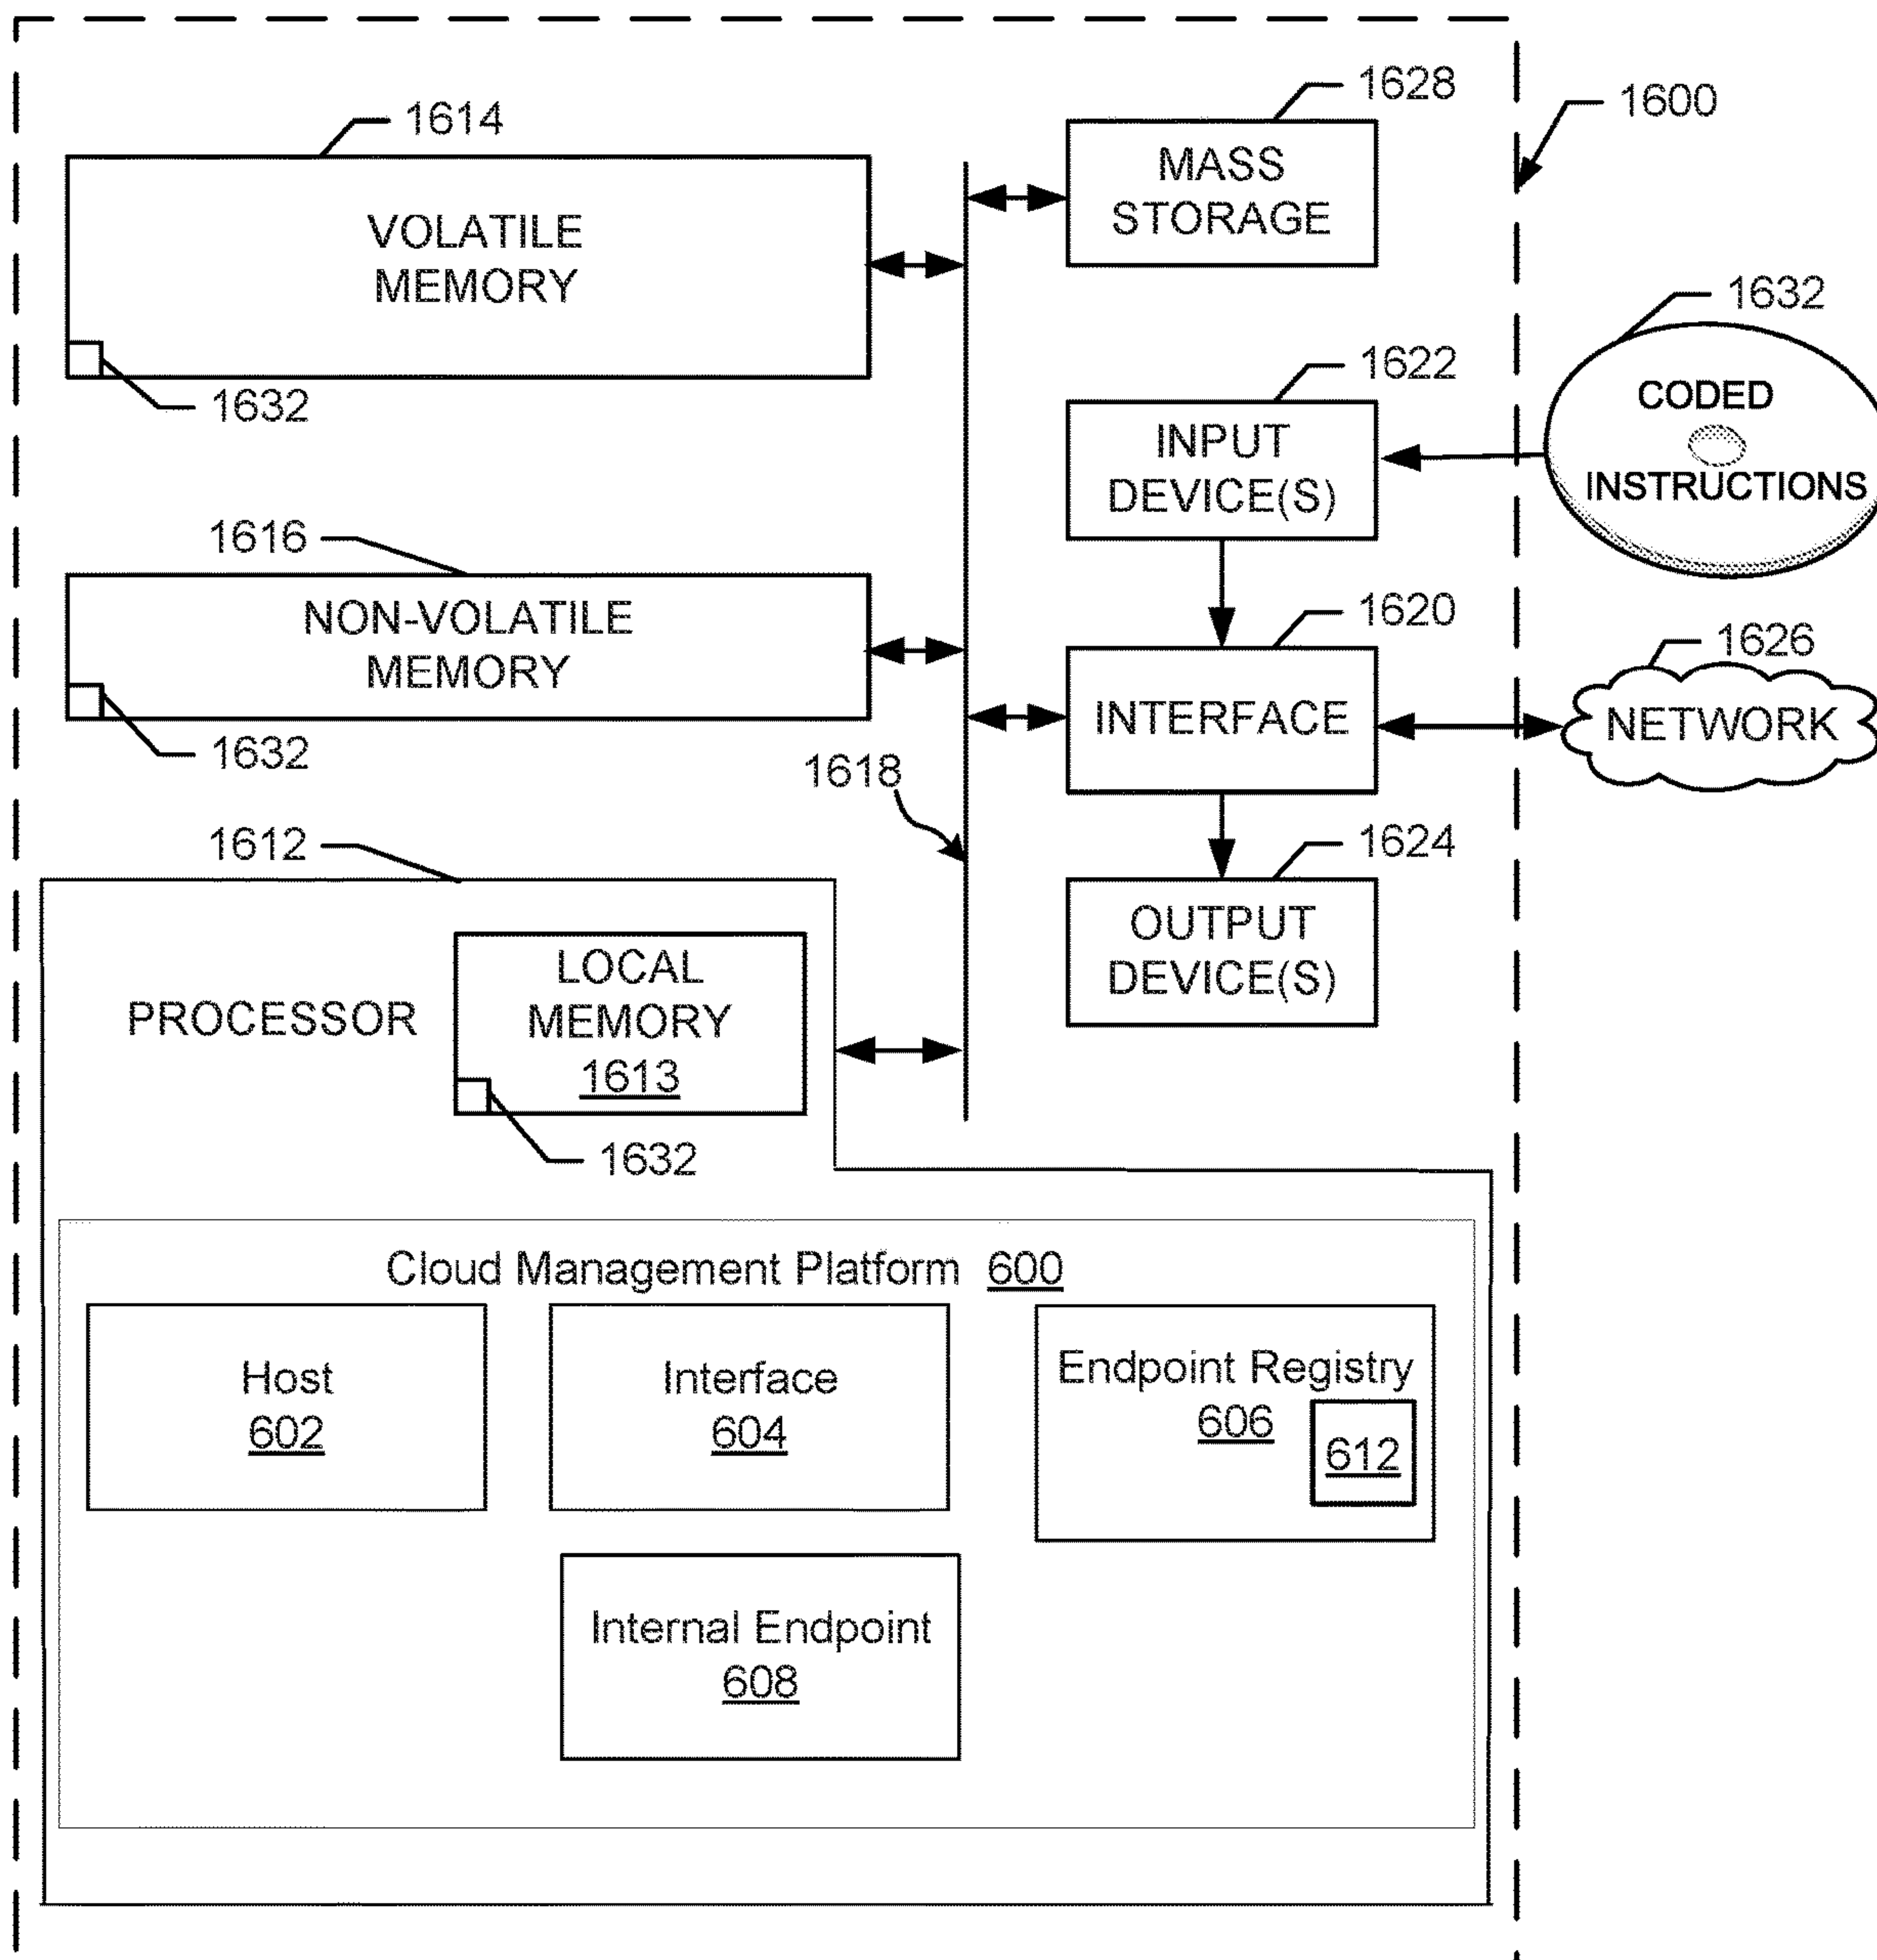 1600
1614
VOLATILE
MEMORY
1632
1628
MASS
STORAGE
1622
INPUT
DEVICE(S)
1632
CODED
INSTRUCTIONS
1616
NON-VOLATILE
MEMORY
1632
1620
INTERFACE
1626
NETWORK
1618
1624
OUTPUT
DEVICE(S)
1612
PROCESSOR
LOCAL
MEMORY
1613
1632
Cloud Management Platform 600
Host
602
Interface
604
Endpoint Registry
606
612
Internal Endpoint
608